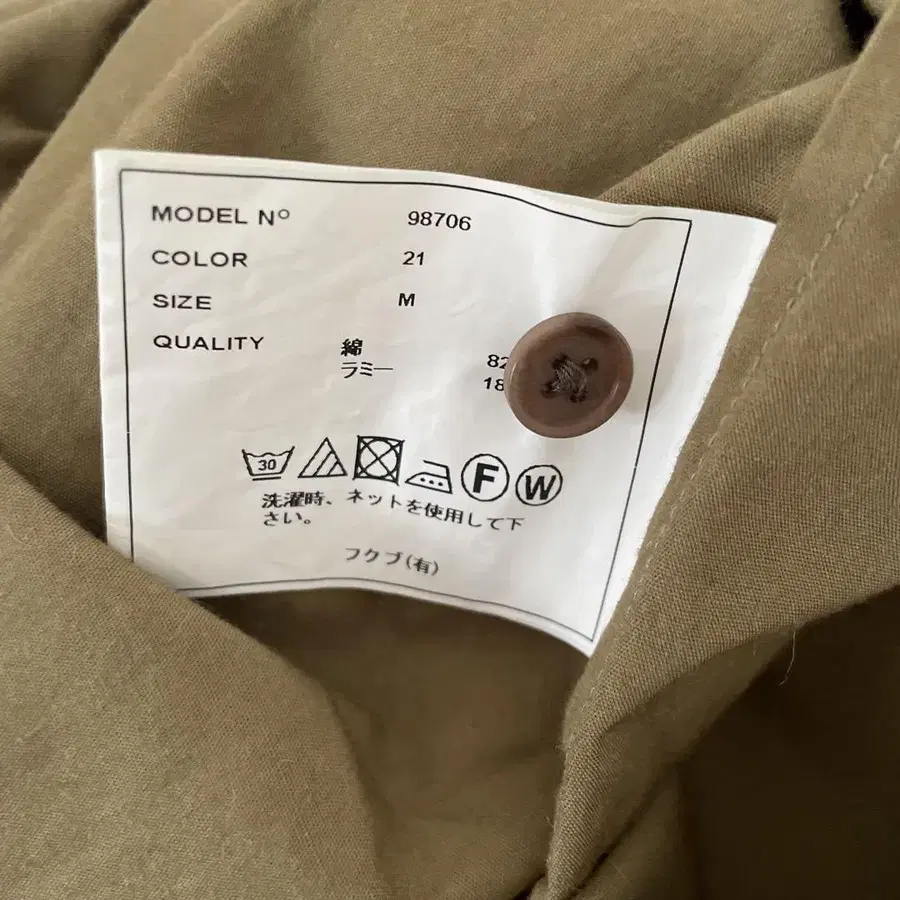 MODEL Nº 98706
COLOR 21
SIZE M
QUALITY 綿 82
ラミー 18
30 F W
洗濯時、ネットを使用して下
さい。
フクブ(有)